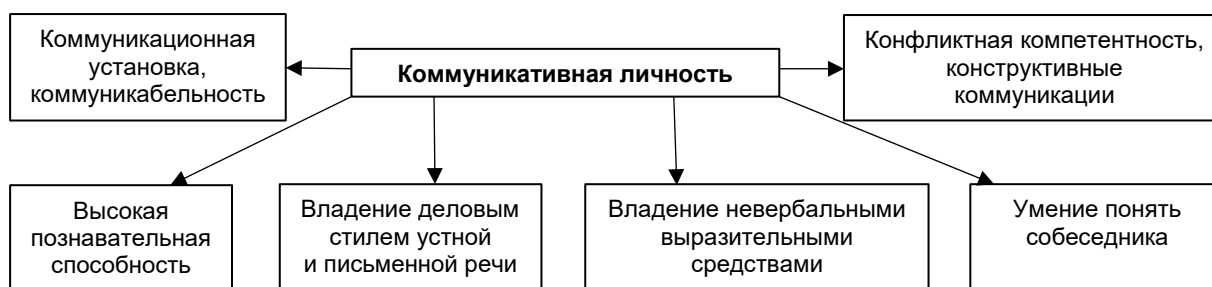 Коммуникационная
установка,
коммуникабельность
Коммуникативная личность
Конфликтная компетентность,
конструктивные
коммуникации
Высокая
познавательная
способность
Владение деловым
стилем устной
и письменной речи
Владение невербальными
выразительными
средствами
Умение понять
собеседника